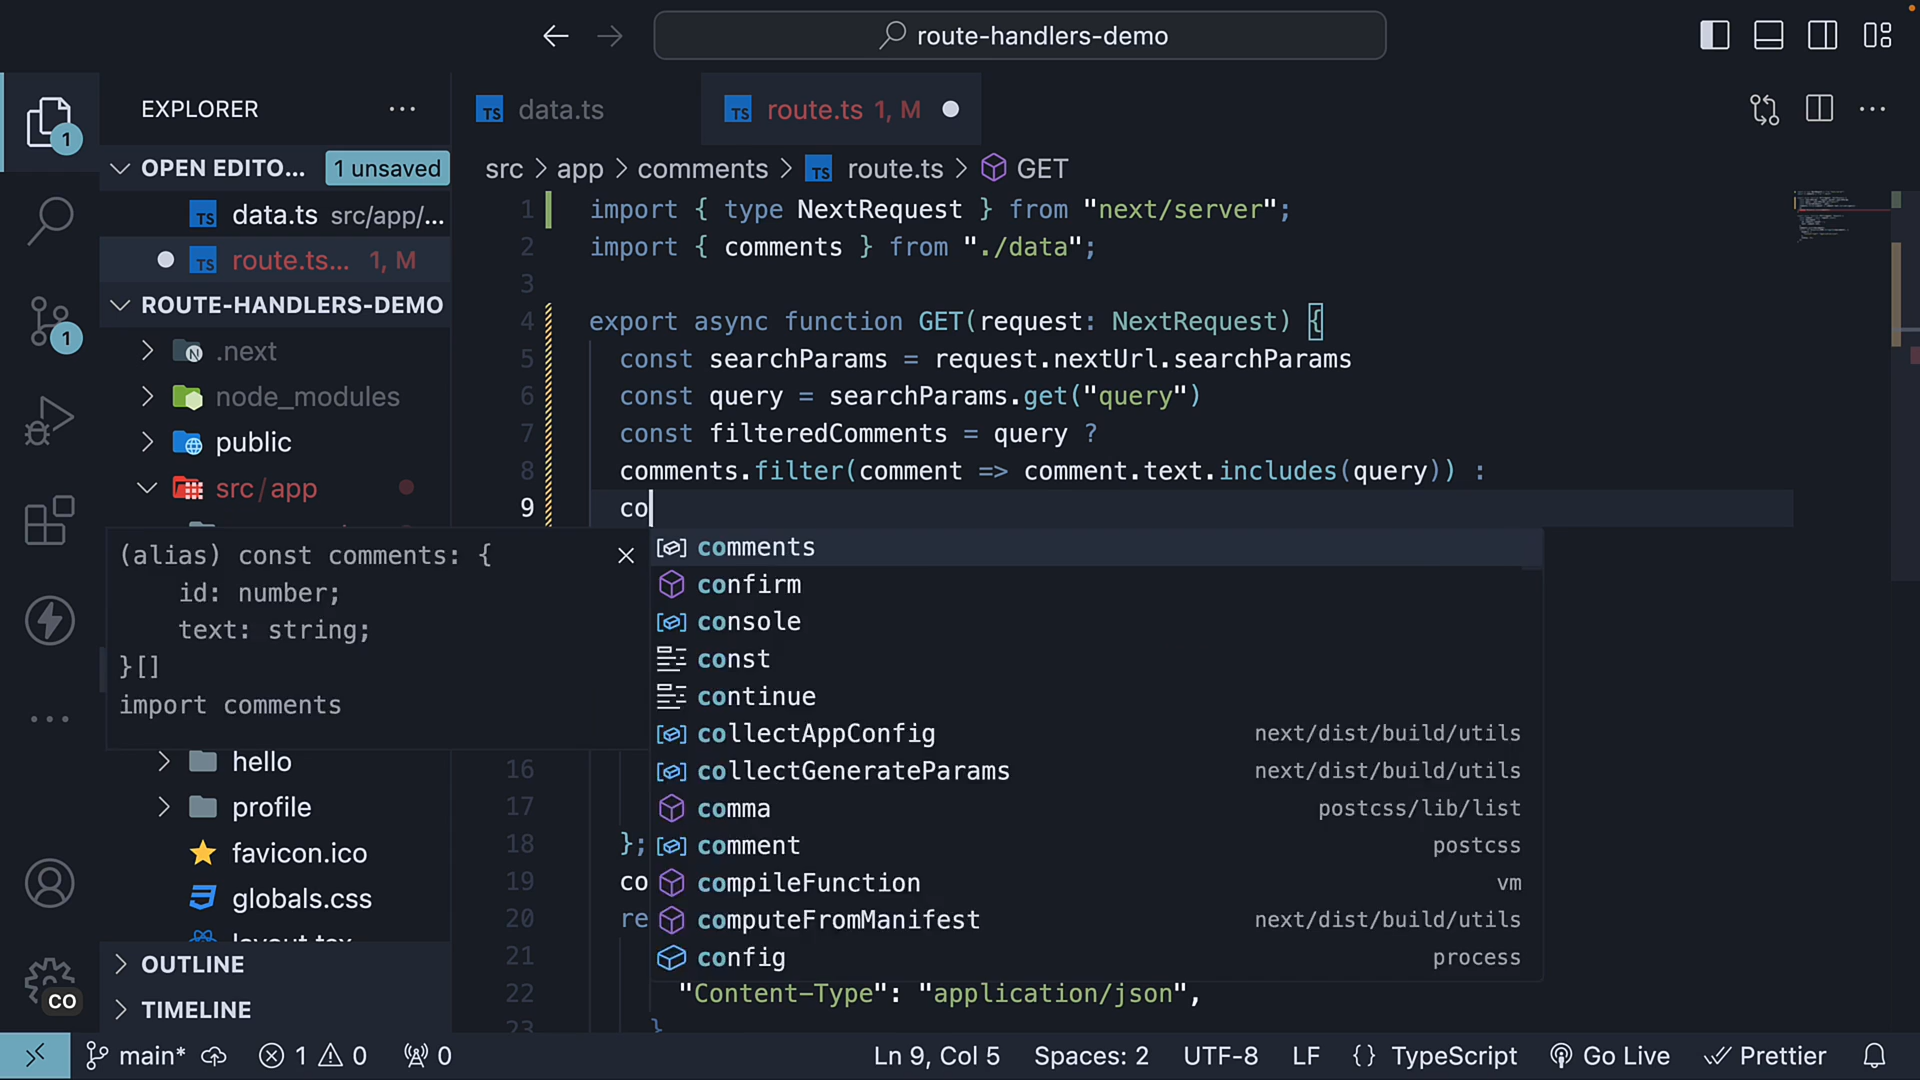 route-handlers-demo
EXPLORER
data.ts
route.ts 1, M
OPEN EDITO... 1 unsaved
data.ts src/app/...
route.ts... 1, M
ROUTE-HANDLERS-DEMO
.next
node_modules
public
src/app
src > app > comments > TS route.ts > GET
1 import { type NextRequest } from "next/server";
2 import { comments } from "./data";
3
4 export async function GET(request: NextRequest) {
5 const searchParams = request.nextUrl.searchParams
6 const query = searchParams.get("query")
7 const filteredComments = query ?
8 comments.filter(comment => comment.text.includes(query)) :
9 co
(alias) const comments: {
id: number;
text: string;
}[]
import comments
comments
confirm
console
const
continue
collectAppConfig next/dist/build/utils
collectGenerateParams next/dist/build/utils
comma postcss/lib/list
comment postcss
compileFunction vm
computeFromManifest next/dist/build/utils
config process
hello
profile
favicon.ico
globals.css
layout.tsx
OUTLINE
TIMELINE
16
17
18 };
19 co
20 re
21
22 "Content-Type": "application/json",
23 }
CO
main* 1 0 0
Ln 9, Col 5 Spaces: 2 UTF-8 LF {} TypeScript Go Live Prettier